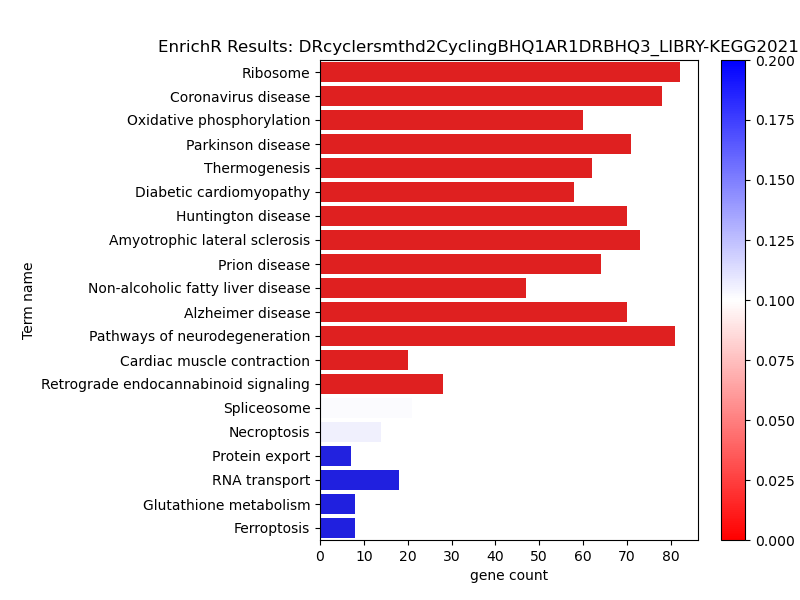 EnrichR Results: DRcyclersmthd2CyclingBHQ1AR1DRBHQ3_LIBRY-KEGG2021
Term name
Ribosome
Coronavirus disease
Oxidative phosphorylation
Parkinson disease
Thermogenesis
Diabetic cardiomyopathy
Huntington disease
Amyotrophic lateral sclerosis
Prion disease
Non-alcoholic fatty liver disease
Alzheimer disease
Pathways of neurodegeneration
Cardiac muscle contraction
Retrograde endocannabinoid signaling
Spliceosome
Necroptosis
Protein export
RNA transport
Glutathione metabolism
Ferroptosis
0 10 20 30 40 50 60 70 80
gene count
0.200
0.175
0.150
0.125
0.100
0.075
0.050
0.025
0.000